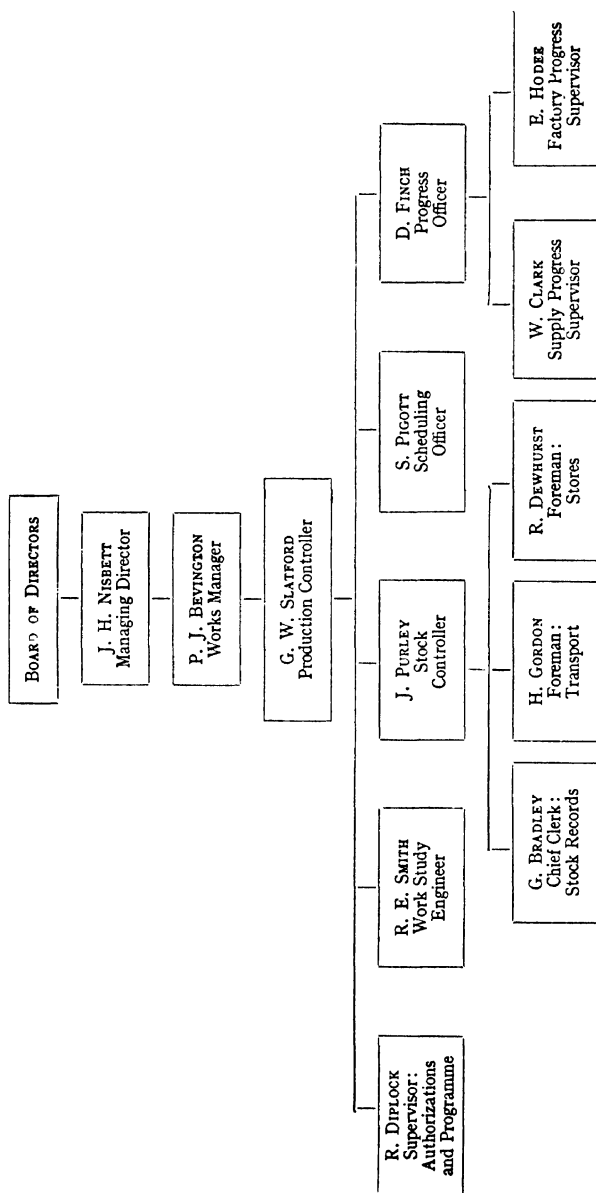 BOARD OF DIRECTORS
J. H. NISBETT
Managing Director
P. J. BEVINGTON
Works Manager
G. W. SLATFORD
Production Controller
R. DIPLOCK
Supervisor:
Authorizations
and Programme
R. E. SMITH
Work Study
Engineer
J. PURLEY
Stock
Controller
S. PIGOTT
Scheduling
Officer
D. FINCH
Progress
Officer
G. BRADLEY
Chief Clerk:
Stock Records
H. GORDON
Foreman:
Transport
R. DEWHURST
Foreman:
Stores
W. CLARK
Supply Progress
Supervisor
E. HODEE
Factory Progress
Supervisor